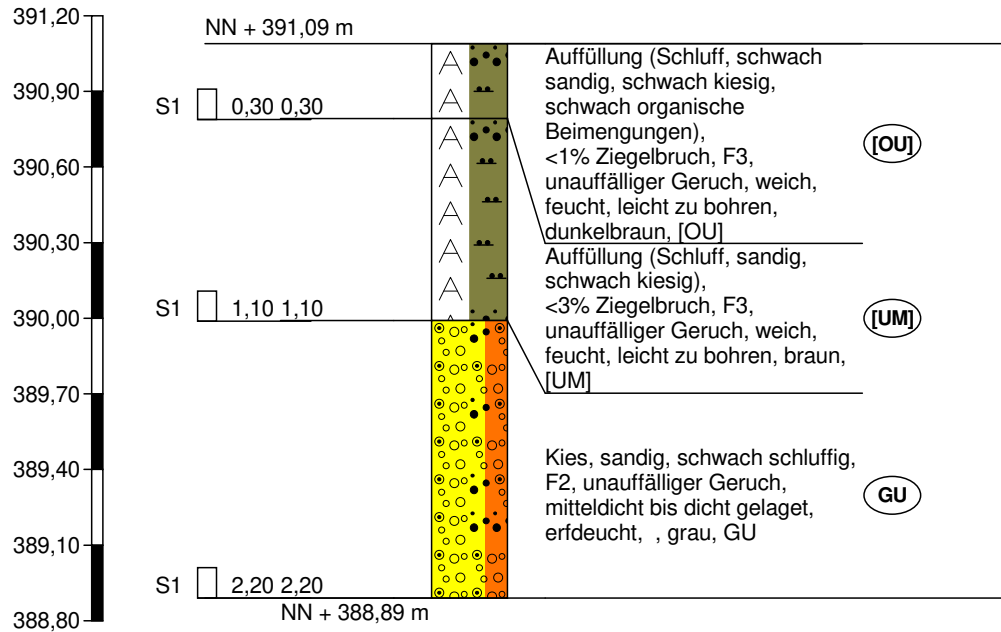 391,20
NN + 391,09 m
Auffüllung (Schluff, schwach
sandig, schwach kiesig,
schwach organische
Beimengungen),
<1% Ziegelbruch, F3,
unauffälliger Geruch, weich,
feucht, leicht zu bohren,
dunkelbraun, [OU]
[OU]
390,90
S1 0,30 0,30
390,60
390,30
Auffüllung (Schluff, sandig,
schwach kiesig),
<3% Ziegelbruch, F3,
unauffälliger Geruch, weich,
feucht, leicht zu bohren, braun,
[UM]
[UM]
S1 1,10 1,10
390,00
389,70
389,40
Kies, sandig, schwach schluffig,
F2, unauffälliger Geruch,
mitteldicht bis dicht gelaget,
erfdeucht, , grau, GU
GU
389,10
S1 2,20 2,20
388,80
NN + 388,89 m